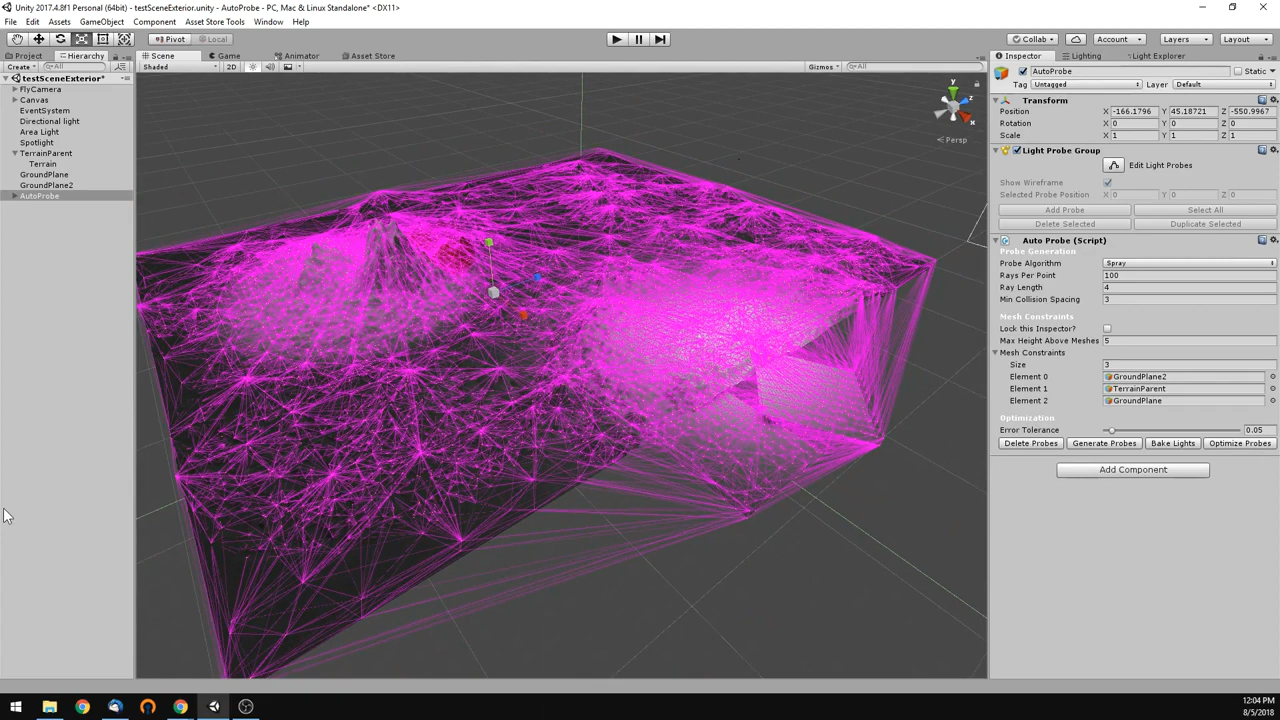 Unity 2017.4.8f1 Personal (64bit) - testSceneExterior.unity - AutoProbe - PC, Mac & Linux Standalone* <DX11>
File Edit Assets GameObject Component Asset Store Tools Window Help
Pivot Local Collab Account Layers Layout
Project Hierarchy Scene Game Animator Asset Store Inspector Lighting Light Explorer
Create All Shaded 2D Gizmos All
testSceneExterior*
FlyCamera
Canvas
EventSystem
Directional light
Area Light
Spotlight
TerrainParent
Terrain
GroundPlane
GroundPlane2
AutoProbe
y
z
x
Persp
AutoProbe Static
Tag Untagged Layer Default
Transform
Position X -166.1796 Y 45.18721 Z -550.9967
Rotation X 0 Y 0 Z 0
Scale X 1 Y 1 Z 1
Light Probe Group
Edit Light Probes
Show Wireframe
Selected Probe Position X 0 Y 0 Z 0
Add Probe Select All
Delete Selected Duplicate Selected
Auto Probe (Script)
Probe Generation
Probe Algorithm Spray
Rays Per Point 100
Ray Length 4
Min Collision Spacing 3
Mesh Constraints
Lock this Inspector?
Max Height Above Meshes 5
Mesh Constraints
Size 3
Element 0 GroundPlane2
Element 1 TerrainParent
Element 2 GroundPlane
Optimization
Error Tolerance 0.05
Delete Probes Generate Probes Bake Lights Optimize Probes
Add Component
12:04 PM
8/5/2018